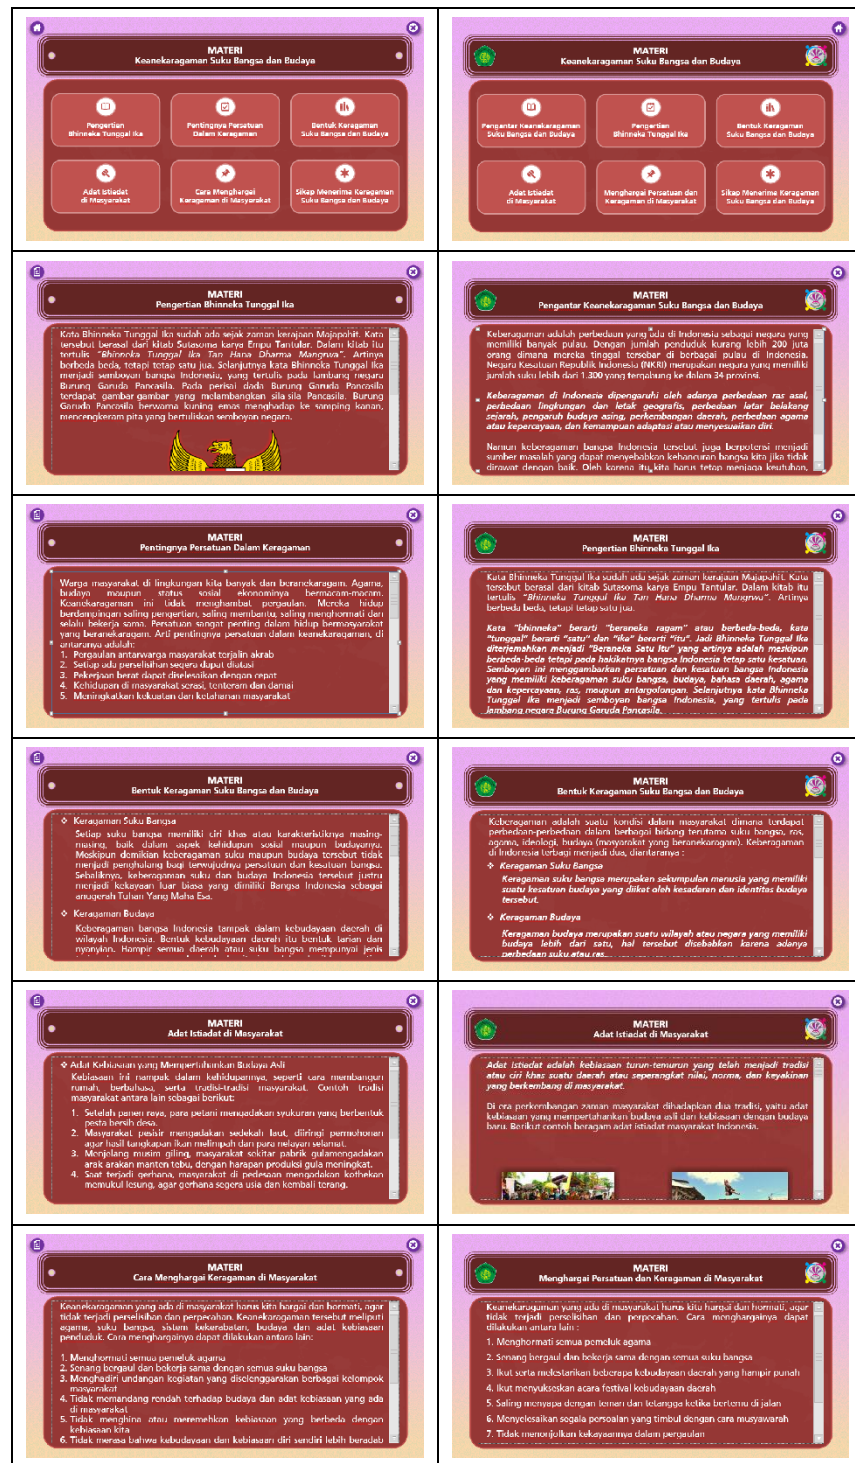 MATERI
Keanekaragaman Suku Bangsa dan Budaya
Pengertian
Bhinneka Tunggal Ika
Pentingnya Persatuan
Dalam Keragaman
Bentuk Keragaman
Suku Bangsa dan Budaya
Adat Istiadat
di Masyarakat
Cara Menghargai
Keragaman di Masyarakat
Sikap Menerima Keragaman
Suku Bangsa dan Budaya
MATERI
Keanekaragaman Suku Bangsa dan Budaya
Pengantar Keanekaragaman
Suku Bangsa dan Budaya
Pengertian
Bhinneka Tunggal Ika
Bentuk Keragaman
Suku Bangsa dan Budaya
Adat Istiadat
di Masyarakat
Menghargai Persatuan dan
Keragaman di Masyarakat
Sikap Menerima Keragaman
Suku Bangsa dan Budaya
MATERI
Pengertian Bhinneka Tunggal Ika
Kata Bhinneka Tunggal Ika sudah ada sejak zaman kerajaan Majapahit. Kata
tersebut berasal dari kitab Sutasoma karya Empu Tantular. Dalam kitab itu
tertulis "Bhinneka Tunggal Ika Tan Hana Dharma Mangrwa". Artinya
berbeda beda, tetapi tetap satu jua. Selanjutnya kata Bhinneka Tunggal Ika
menjadi semboyan bangsa Indonesia, yang tertulis pada lambang negara
Burung Garuda Pancasila. Pada perisai dada Burung Garuda Pancasila
terdapat gambar-gambar yang melambangkan sila sila Pancasila. Burung
Garuda Pancasila berwarna kuning emas menghadap ke samping kanan,
mencengkeram pita yang bertuliskan semboyan negara.
MATERI
Pengantar Keanekaragaman Suku Bangsa dan Budaya
Keberagaman adalah perbedaan yang ada di Indonesia sebagai negara yang
memiliki banyak pulau. Dengan jumlah penduduk kurang lebih 200 juta
orang dimana mereka tinggal tersebar di berbagai pulau di Indonesia.
Negara Kesatuan Republik Indonesia (NKRI) merupakan negara yang memiliki
jumlah suku lebih dari 1.300 yang tergabung ke dalam 34 provinsi.
Keberagaman di Indonesia dipengaruhi oleh adanya perbedaan ras asal,
perbedaan lingkungan dan letak geografis, perbedaan latar belakang
sejarah, pengaruh budaya asing, perkembangan daerah, perbedaan agama
atau kepercayaan, dan kemampuan adaptasi atau menyesuaikan diri.
Namun keberagaman bangsa Indonesia tersebut juga berpotensi menjadi
sumber masalah yang dapat menyebabkan kehancuran bangsa kita jika tidak
dirawat dengan baik. Oleh karena itu kita harus tetap menjaga keutuhan,
MATERI
Pentingnya Persatuan Dalam Keragaman
Warga masyarakat di lingkungan kita banyak dan beranekaragam. Agama,
budaya maupun status sosial ekonominya bermacam-macam.
Keanekaragaman ini tidak menghambat pergaulan. Mereka hidup
berdampingan saling pengertian, saling membantu, saling menghormati dan
selalu bekerja sama. Persatuan sangat penting dalam hidup bermasyarakat
yang beranekaragam. Arti pentingnya persatuan dalam keanekaragaman, di
antaranya adalah:
1. Pergaulan antarwarga masyarakat terjalin akrab
2. Setiap ada perselisihan segera dapat diatasi
3. Pekerjaan berat dapat diselesaikan dengan cepat
4. Kehidupan di masyarakat serasi, tenteram dan damai
5. Meningkatkan kekuatan dan ketahanan masyarakat
MATERI
Pengertian Bhinneka Tunggal Ika
Kata Bhinneka Tunggal Ika sudah ada sejak zaman kerajaan Majapahit. Kata
tersebut berasal dari kitab Sutasoma karya Empu Tantular. Dalam kitab itu
tertulis "Bhinneka Tunggal Ika Tan Hana Dharma Mangrwa". Artinya
berbeda beda, tetapi tetap satu jua.
Kata "bhinneka" berarti "beraneka ragam" atau berbeda-beda, kata
"tunggal" berarti "satu" dan "ika" berarti "itu". Jadi Bhinneka Tunggal Ika
diterjemahkan menjadi "Beraneka Satu Itu" yang artinya adalah meskipun
berbeda-beda tetapi pada hakikatnya bangsa Indonesia tetap satu kesatuan.
Semboyan ini menggambarkan persatuan dan kesatuan bangsa Indonesia
yang memiliki keberagaman suku bangsa, budaya, bahasa daerah, agama
dan kepercayaan, ras, maupun antargolongan. Selanjutnya kata Bhinneka
Tunggal Ika menjadi semboyan bangsa Indonesia, yang tertulis pada
lambang negara Burung Garuda Pancasila.
MATERI
Bentuk Keragaman Suku Bangsa dan Budaya
❖ Keragaman Suku Bangsa
Setiap suku bangsa memiliki ciri khas atau karakteristiknya masing-
masing, baik dalam aspek kehidupan sosial maupun budayanya.
Meskipun demikian keberagaman suku maupun budaya tersebut tidak
menjadi penghalang bagi terwujudnya persatuan dan kesatuan bangsa.
Sebaliknya, keberagaman suku dan budaya Indonesia tersebut justru
menjadi kekayaan luar biasa yang dimiliki Bangsa Indonesia sebagai
anugerah Tuhan Yang Maha Esa.
❖ Keragaman Budaya
Keberagaman bangsa Indonesia tampak dalam kebudayaan daerah di
wilayah Indonesia. Bentuk kebudayaan daerah itu bentuk tarian dan
nyanyian. Hampir semua daerah atau suku bangsa mempunyai jenis
MATERI
Bentuk Keragaman Suku Bangsa dan Budaya
Keberagaman adalah suatu kondisi dalam masyarakat dimana terdapat
perbedaan-perbedaan dalam berbagai bidang terutama suku bangsa, ras,
agama, ideologi, budaya (masyarakat yang beranekaragam). Keberagaman
di Indonesia terbagi menjadi dua, diantaranya :
❖ Keragaman Suku Bangsa
Keragaman suku bangsa merupakan sekumpulan manusia yang memiliki
suatu kesatuan budaya yang diikat oleh kesadaran dan identitas budaya
tersebut.
❖ Keragaman Budaya
Keragaman budaya merupakan suatu wilayah atau negara yang memiliki
budaya lebih dari satu, hal tersebut disebabkan karena adanya
perbedaan suku atau ras.
MATERI
Adat Istiadat di Masyarakat
❖ Adat Kebiasaan yang Mempertahankan Budaya Asli
Kebiasaan ini nampak dalam kehidupannya, seperti cara membangun
rumah, berbahasa, serta tradisi-tradisi masyarakat. Contoh tradisi
masyarakat antara lain sebagai berikut:
1. Setelah panen raya, para petani mengadakan syukuran yang berbentuk
pesta bersih desa.
2. Masyarakat pesisir mengadakan sedekah laut, diiringi permohonan
agar hasil tangkapan ikan melimpah dan para nelayan selamat.
3. Menjelang musim giling, masyarakat sekitar pabrik gulamengadakan
arak arakan manten tebu, dengan harapan produksi gula meningkat.
4. Saat terjadi gerhana, masyarakat di pedesaan mengadakan kothekan
memukul lesung, agar gerhana segera usia dan kembali terang.
MATERI
Adat Istiadat di Masyarakat
Adat Istiadat adalah kebiasaan turun-temurun yang telah menjadi tradisi
atau ciri khas suatu daerah atau seperangkat nilai, norma, dan keyakinan
yang berkembang di masyarakat.
Di era perkembangan zaman masyarakat dihadapkan dua tradisi, yaitu adat
kebiasaan yang mempertahankan budaya asli dan kebiasaan dengan budaya
baru. Berikut contoh beragam adat istiadat masyarakat Indonesia.
MATERI
Cara Menghargai Keragaman di Masyarakat
Keanekaragaman yang ada di masyarakat harus kita hargai dan hormati, agar
tidak terjadi perselisihan dan perpecahan. Keanekaragaman tersebut meliputi
agama, suku bangsa, sistem kekerabatan, budaya dan adat kebiasaan
penduduk. Cara menghargainya dapat dilakukan antara lain:
1. Menghormati semua pemeluk agama
2. Senang bergaul dan bekerja sama dengan semua suku bangsa
3. Menghadiri undangan kegiatan yang diselenggarakan berbagai kelompok
masyarakat
4. Tidak memandang rendah terhadap budaya dan adat kebiasaan yang ada
di masyarakat
5. Tidak menghina atau meremehkan kebiasaan yang berbeda dengan
kebiasaan kita
6. Tidak merasa bahwa kebudayaan dan kebiasaan diri sendiri lebih beradab
MATERI
Menghargai Persatuan dan Keragaman di Masyarakat
Keanekaragaman yang ada di masyarakat harus kita hargai dan hormati, agar
tidak terjadi perselisihan dan perpecahan. Cara menghargainya dapat
dilakukan antara lain :
1. Menghormati semua pemeluk agama
2. Senang bergaul dan bekerja sama dengan semua suku bangsa
3. Ikut serta melestarikan beberapa kebudayaan daerah yang hampir punah
4. Ikut menyukseskan acara festival kebudayaan daerah
5. Saling menyapa dengan teman dan tetangga ketika bertemu di jalan
6. Menyelesaikan segala persoalan yang timbul dengan cara musyawarah
7. Tidak menonjolkan kekayaannya dalam pergaulan